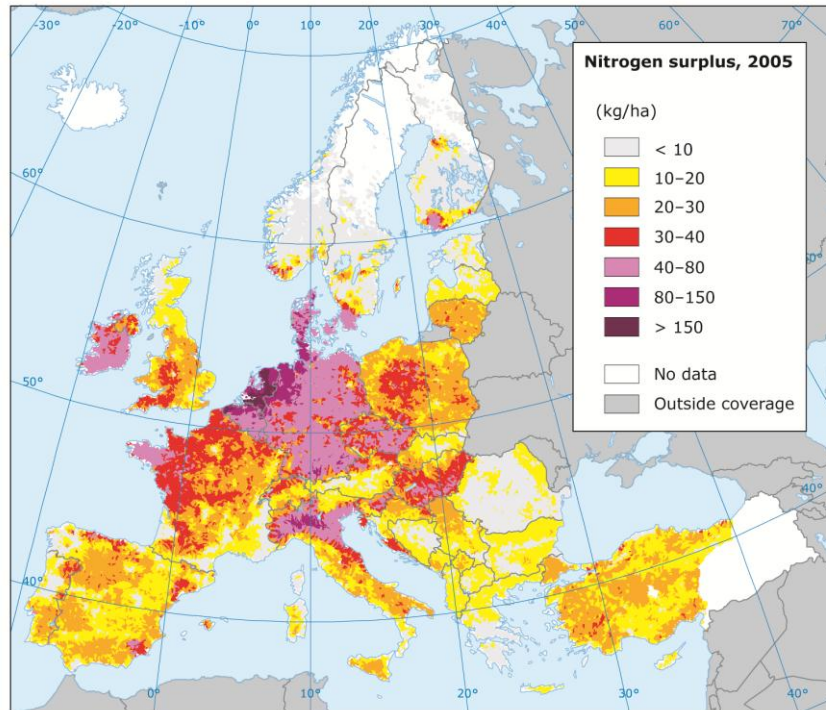 -30° -20° -10° 0° 10° 20° 30° 40° 50° 60° 70°
Nitrogen surplus, 2005
(kg/ha)
< 10
10–20
20–30
30–40
40–80
80–150
> 150
No data
Outside coverage
60°
50°
40°
40°
0° 10° 20° 30° 40°